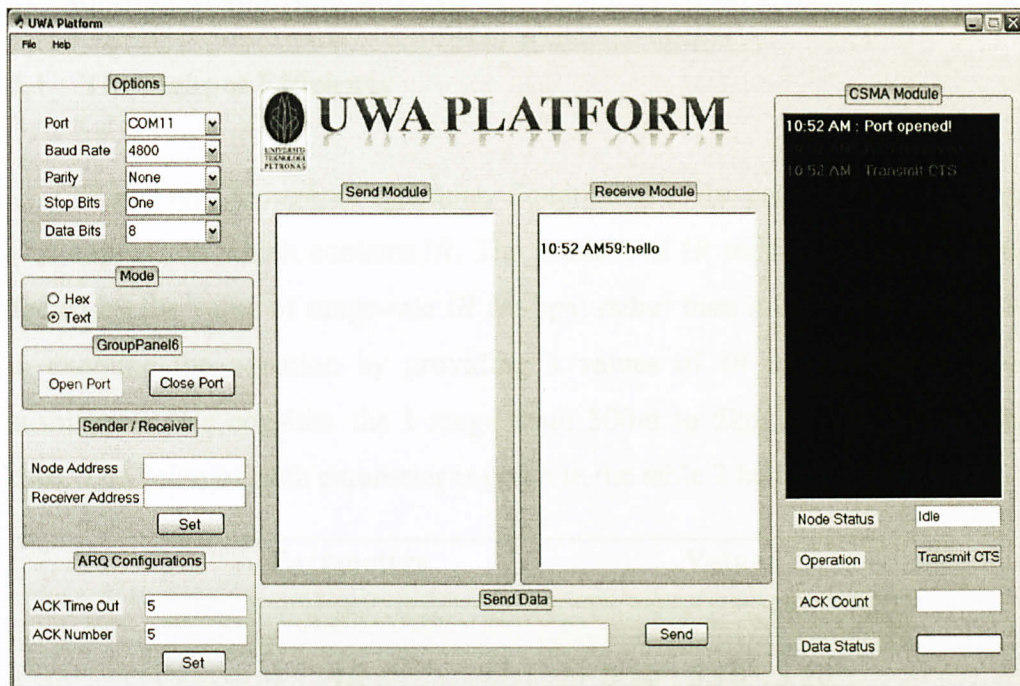 UWA Platform
File Help
Options
Port COM11
Baud Rate 4800
Parity None
Stop Bits One
Data Bits 8
Mode
Hex
Text
GroupPanel6
Open Port Close Port
Sender / Receiver
Node Address
Receiver Address
Set
ARQ Configurations
ACK Time Out 5
ACK Number 5
Set
UNIVERSITI
TEKNOLOGI
PETRONAS
UWA PLATFORM
Send Module
Receive Module
10:52 AM59:hello
Send Data
Send
CSMA Module
10:52 AM : Port opened!
10:52 AM : Transmit CTS
Node Status Idle
Operation Transmit CTS
ACK Count
Data Status